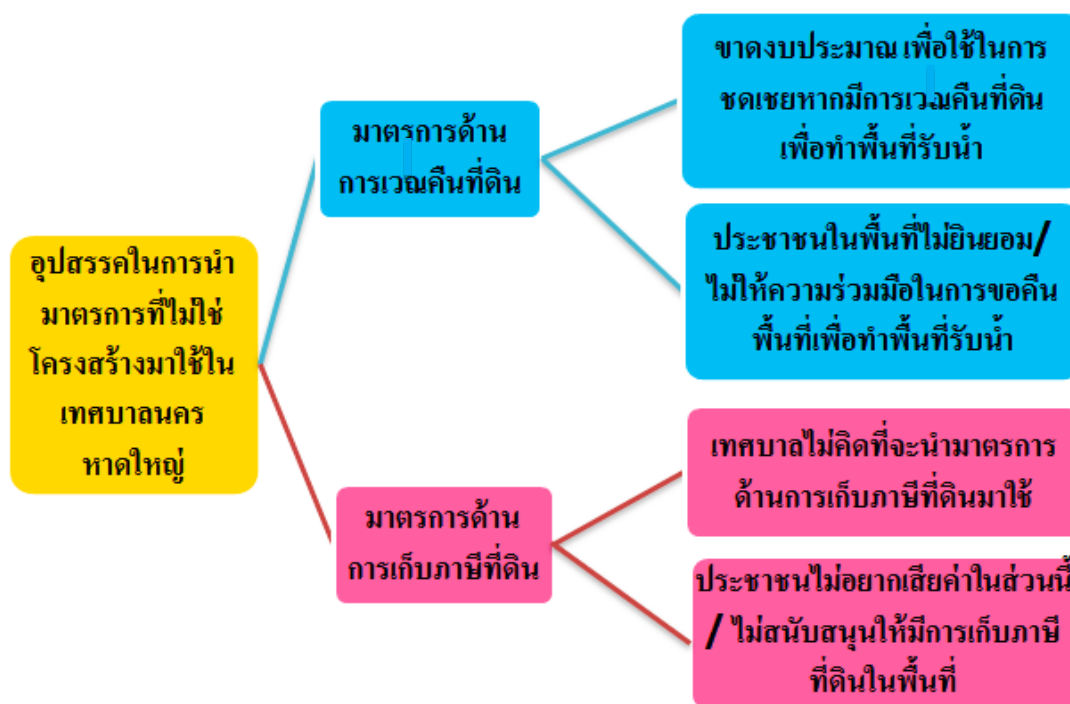 อุปสรรคในการนำ
มาตรการที่ไม่ใช่
โครงสร้างมาใช้ใน
เทศบาลนคร
หาดใหญ่
มาตรการด้าน
การเวณคืนที่ดิน
ขาดงบประมาณ เพื่อใช้ในการ
ชดเชยหากมีการเวณคืนที่ดิน
เพื่อทำพื้นที่รับน้ำ
ประชาชนในพื้นที่ไม่ยินยอม/
ไม่ให้ความร่วมมือในการขอคืน
พื้นที่เพื่อทำพื้นที่รับน้ำ
มาตรการด้าน
การเก็บภาษีที่ดิน
เทศบาลไม่คิดที่จะนำมาตรการ
ด้านการเก็บภาษีที่ดินมาใช้
ประชาชนไม่อยากเสียค่าในส่วนนี้
/ ไม่สนับสนุนให้มีการเก็บภาษี
ที่ดินในพื้นที่